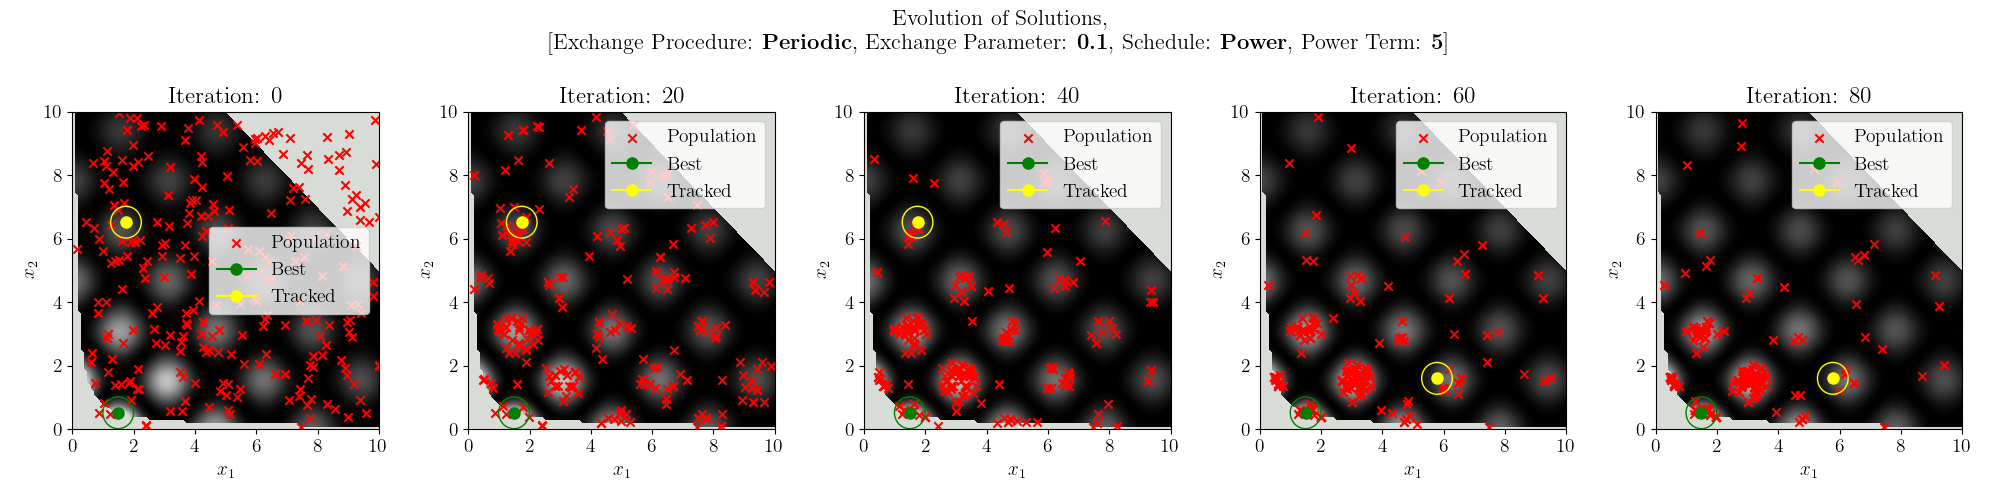 Evolution of Solutions,
[Exchange Procedure: Periodic, Exchange Parameter: 0.1, Schedule: Power, Power Term: 5]
Iteration: 0
10
8
6
4
2
0
x2
0 2 4 6 8 10
x1
Population
Best
Tracked
Iteration: 20
10
8
6
4
2
0
x2
0 2 4 6 8 10
x1
Population
Best
Tracked
Iteration: 40
10
8
6
4
2
0
x2
0 2 4 6 8 10
x1
Population
Best
Tracked
Iteration: 60
10
8
6
4
2
0
x2
0 2 4 6 8 10
x1
Population
Best
Tracked
Iteration: 80
10
8
6
4
2
0
x2
0 2 4 6 8 10
x1
Population
Best
Tracked